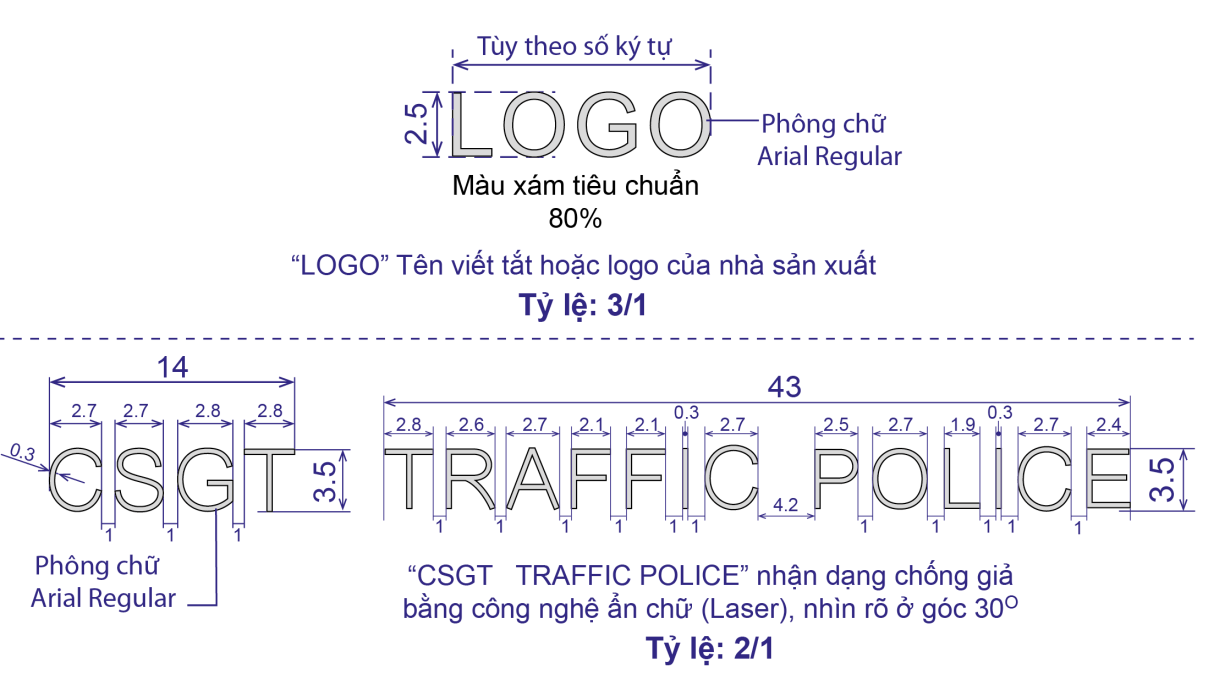 Tùy theo số ký tự
2.5
LOGO
Phông chữ
Arial Regular
Màu xám tiêu chuẩn
80%
“LOGO” Tên viết tắt hoặc logo của nhà sản xuất
Tỷ lệ: 3/1
14
2.7 2.7 2.8 2.8
0.3
CSGT
3.5
1 1 1
Phông chữ
Arial Regular
43
2.8 2.6 2.7 2.1 2.1 0.3 2.7 2.5 2.7 1.9 0.3 2.7 2.4
TRAFFIC POLICE
3.5
1 1 1 1 1 1 4.2 1 1 1 1 1
“CSGT TRAFFIC POLICE” nhận dạng chống giả
bằng công nghệ ẩn chữ (Laser), nhìn rõ ở góc 30O
Tỷ lệ: 2/1